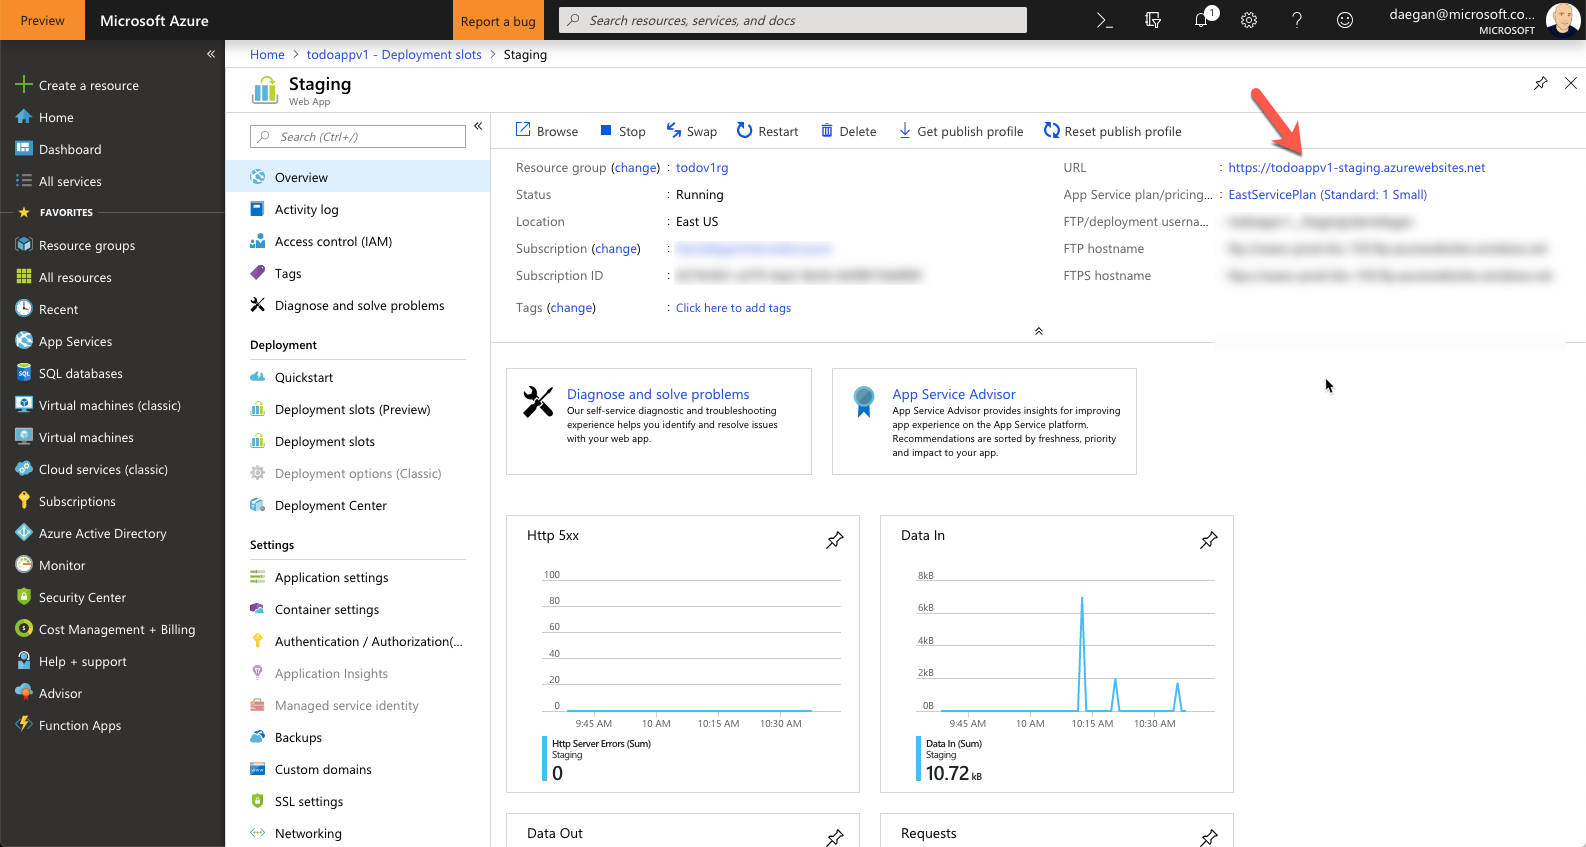 Preview
Microsoft Azure
Report a bug
Search resources, services, and docs
1
daegan@microsoft.co...
MICROSOFT
Create a resource
Home
Dashboard
All services
FAVORITES
Resource groups
All resources
Recent
App Services
SQL databases
Virtual machines (classic)
Virtual machines
Cloud services (classic)
Subscriptions
Azure Active Directory
Monitor
Security Center
Cost Management + Billing
Help + support
Advisor
Function Apps
Home > todoappv1 - Deployment slots > Staging
Staging
Web App
Search (Ctrl+/)
Overview
Activity log
Access control (IAM)
Tags
Diagnose and solve problems
Deployment
Quickstart
Deployment slots (Preview)
Deployment slots
Deployment options (Classic)
Deployment Center
Settings
Application settings
Container settings
Authentication / Authorization(...
Application Insights
Managed service identity
Backups
Custom domains
SSL settings
Networking
Browse Stop Swap Restart Delete Get publish profile Reset publish profile
Resource group (change) : todov1rg
Status : Running
Location : East US
Subscription (change) :
Subscription ID :
Tags (change) : Click here to add tags
URL : https://todoappv1-staging.azurewebsites.net
App Service plan/pricing... : EastServicePlan (Standard: 1 Small)
FTP/deployment userna...
FTP hostname
FTPS hostname
Diagnose and solve problems
Our self-service diagnostic and troubleshooting
experience helps you identify and resolve issues
with your web app.
App Service Advisor
App Service Advisor provides insights for improving
app experience on the App Service platform.
Recommendations are sorted by freshness, priority
and impact to your app.
Http 5xx
100
80
60
40
20
0
9:45 AM 10 AM 10:15 AM 10:30 AM
Http Server Errors (Sum)
Staging
0
Data In
8kB
6kB
4kB
2kB
0B
9:45 AM 10 AM 10:15 AM 10:30 AM
Data In (Sum)
Staging
10.72 kB
Data Out
Requests